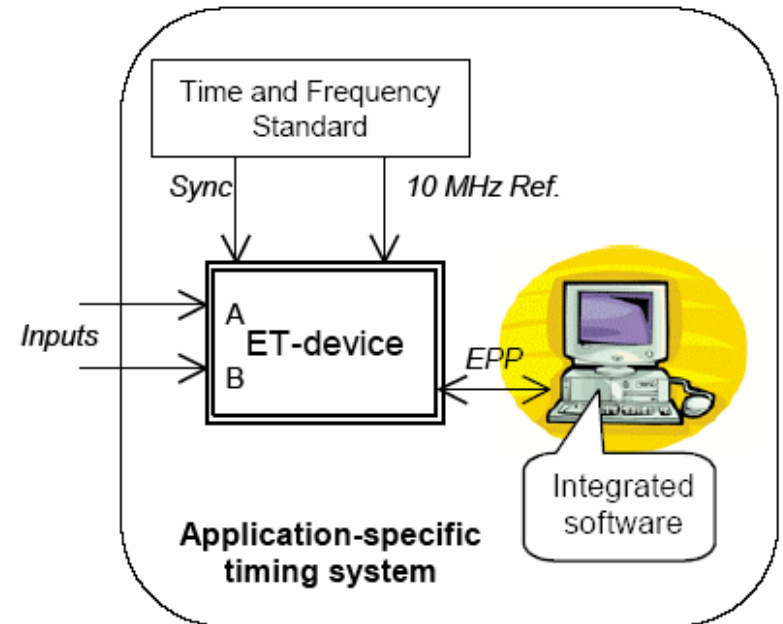 Time and Frequency
Standard
Sync
10 MHz Ref.
Inputs
A
B
ET-device
EPP
Integrated
software
Application-specific
timing system